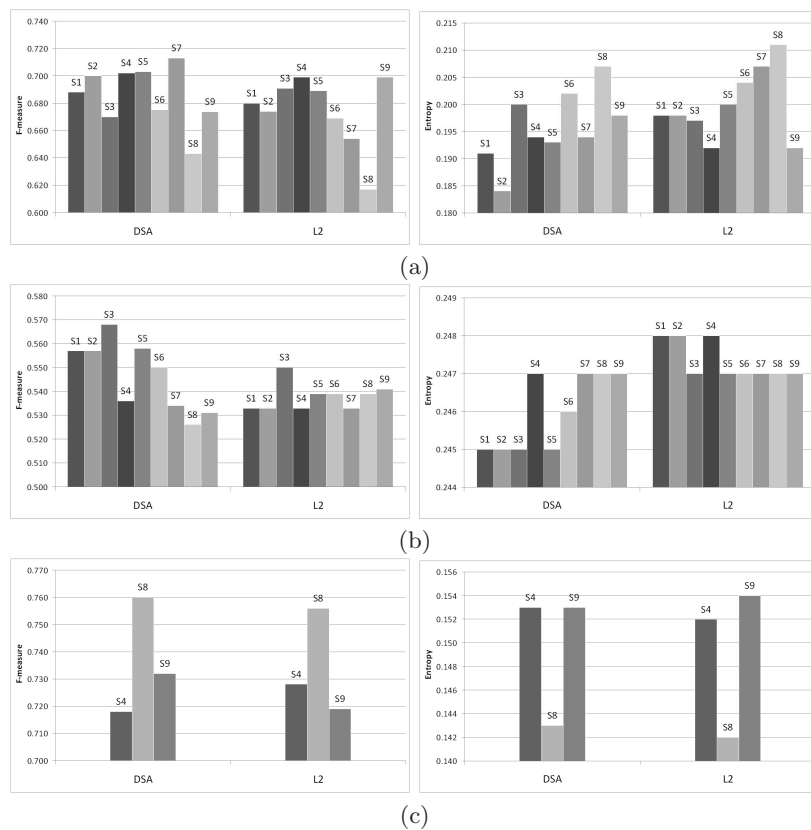 0.740
0.720
0.700
0.680
0.660
0.640
0.620
0.600
F-measure
S1 S2 S3 S4 S5 S6 S7 S8 S9
S1 S2 S3 S4 S5 S6 S7 S8 S9
DSA L2
0.215
0.210
0.205
0.200
0.195
0.190
0.185
0.180
Entropy
S1 S2 S3 S4 S5 S6 S7 S8 S9
S1 S2 S3 S4 S5 S6 S7 S8 S9
DSA L2
(a)
0.580
0.570
0.560
0.550
0.540
0.530
0.520
0.510
0.500
F-measure
S1 S2 S3 S4 S5 S6 S7 S8 S9
S1 S2 S3 S4 S5 S6 S7 S8 S9
DSA L2
0.249
0.248
0.247
0.246
0.245
0.244
Entropy
S1 S2 S3 S4 S5 S6 S7 S8 S9
S1 S2 S3 S4 S5 S6 S7 S8 S9
DSA L2
(b)
0.770
0.760
0.750
0.740
0.730
0.720
0.710
0.700
F-measure
S4 S8 S9
S4 S8 S9
DSA L2
0.156
0.154
0.152
0.150
0.148
0.146
0.144
0.142
0.140
Entropy
S4 S8 S9
S4 S8 S9
DSA L2
(c)